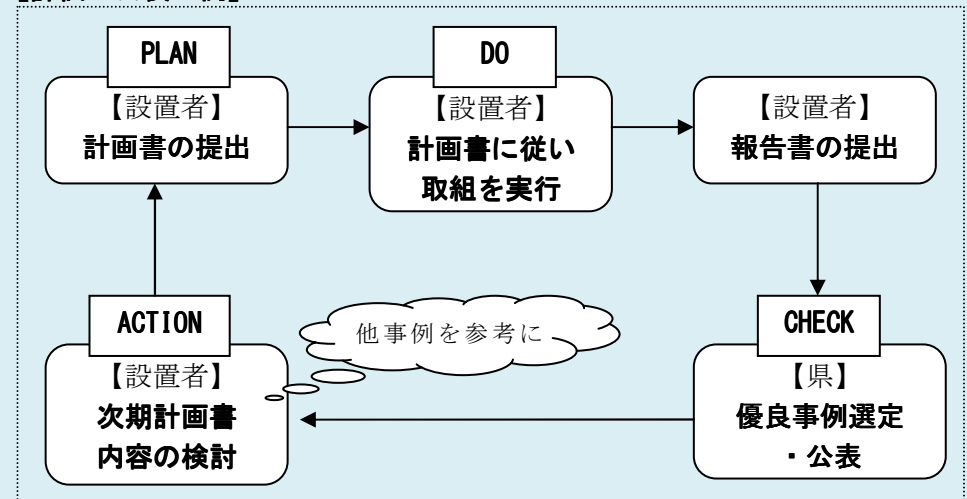 PLAN
【設置者】
計画書の提出
DO
【設置者】
計画書に従い
取組を実行
【設置者】
報告書の提出
ACTION
【設置者】
次期計画書
内容の検討
他事例を参考に
CHECK
【県】
優良事例選定
・公表